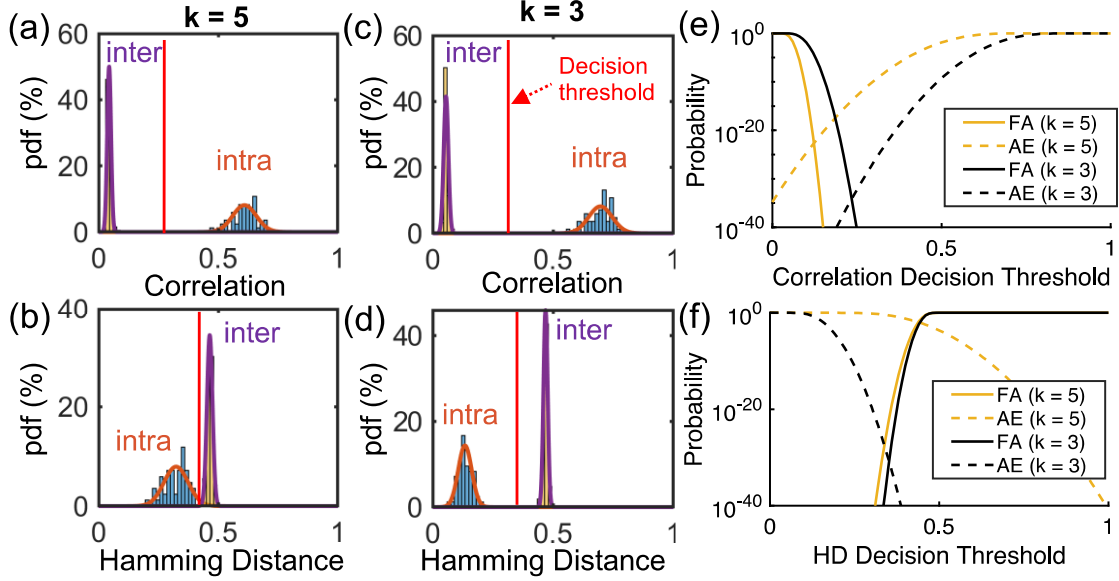 k = 5
k = 3
(a)
60
40
20
0
pdf (%)
inter
intra
0
0.5
1
Correlation
(c)
60
40
20
0
pdf (%)
inter
Decision
threshold
intra
0
0.5
1
Correlation
(e)
10^0
10^-20
10^-40
Probability
FA (k = 5)
AE (k = 5)
FA (k = 3)
AE (k = 3)
0
0.5
1
Correlation Decision Threshold
(b)
40
20
0
pdf (%)
inter
intra
0
0.5
1
Hamming Distance
(d)
40
20
0
pdf (%)
inter
intra
0
0.5
1
Hamming Distance
(f)
10^0
10^-20
10^-40
Probability
FA (k = 5)
AE (k = 5)
FA (k = 3)
AE (k = 3)
0
0.5
1
HD Decision Threshold